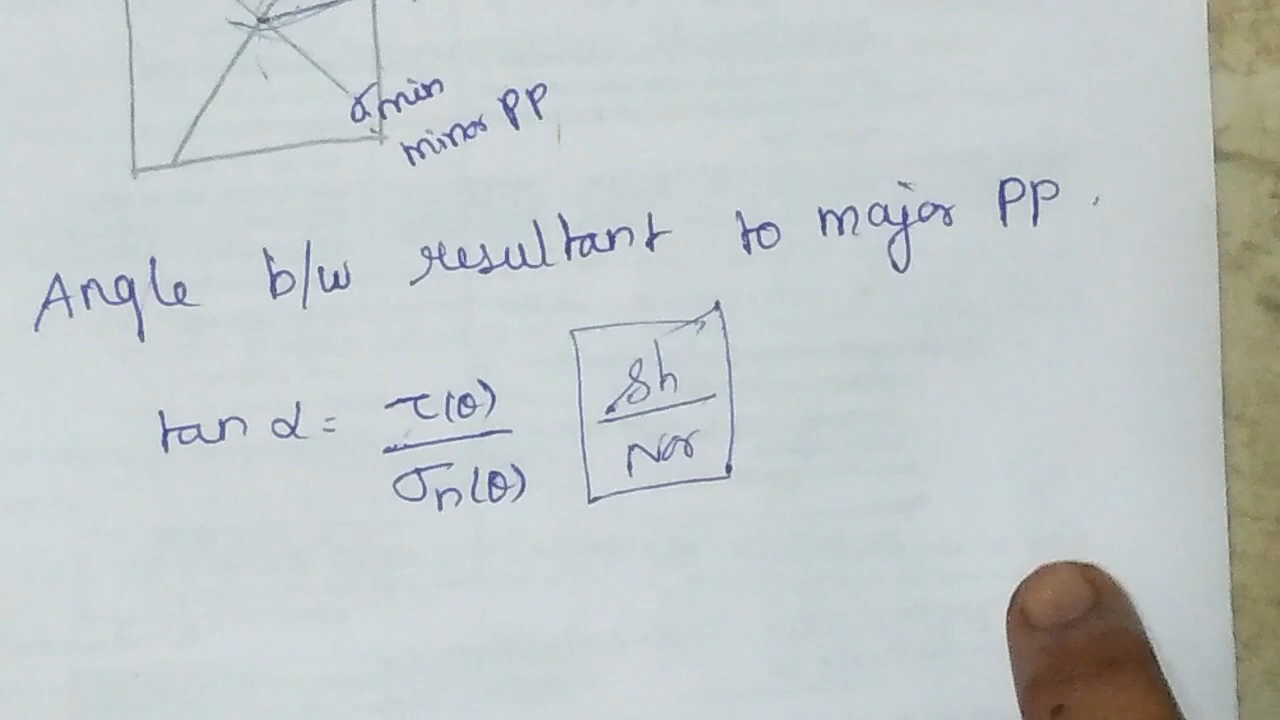 σmin
minor PP
Angle b/w resultant to major PP.
tan α = τ(θ) / σn(θ)
Sh / Nor